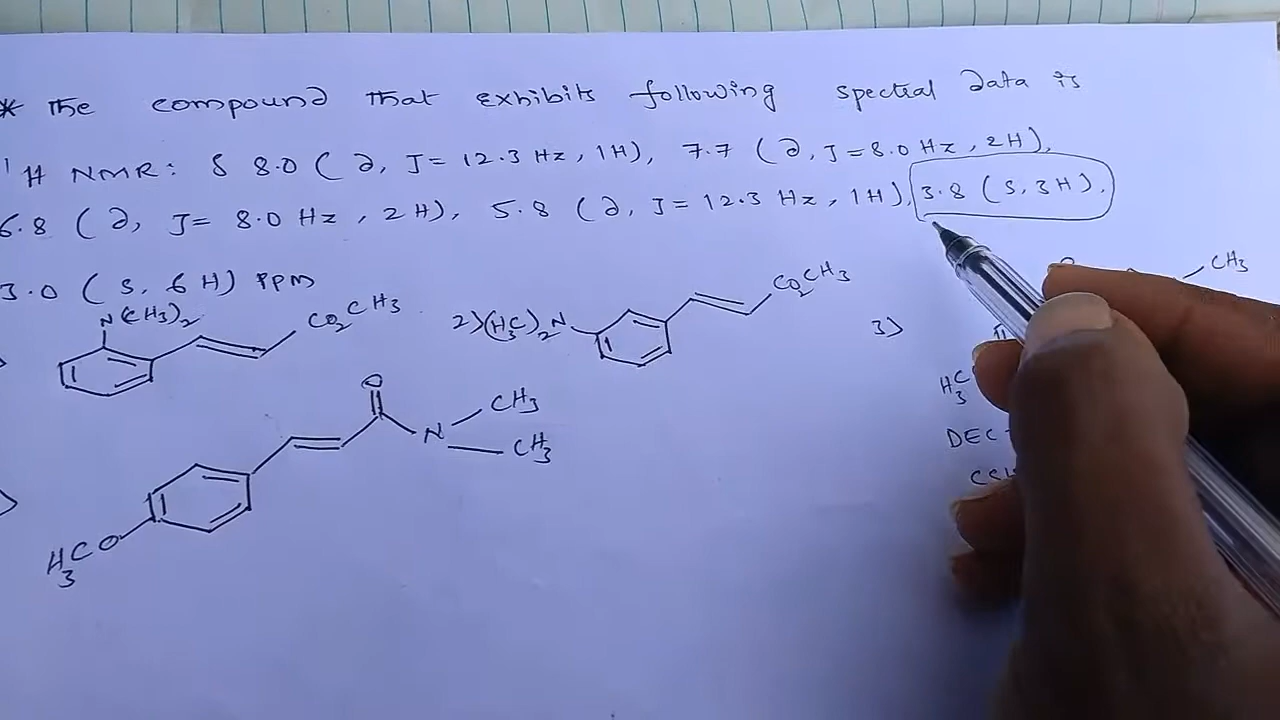 * The compound that exhibits following spectral data is
¹H NMR: δ 8.0 (d, J = 12.3 Hz, 1H), 7.7 (d, J = 8.0 Hz, 2H),
6.8 (d, J = 8.0 Hz, 2H), 5.8 (d, J = 12.3 Hz, 1H), 3.8 (S, 3H),
3.0 (S, 6H) PPM
N(CH3)2 CO2CH3
2) (H3C)2N CO2CH3
3) CH3
H3C
DEC
O
N CH3
CH3
H3CO